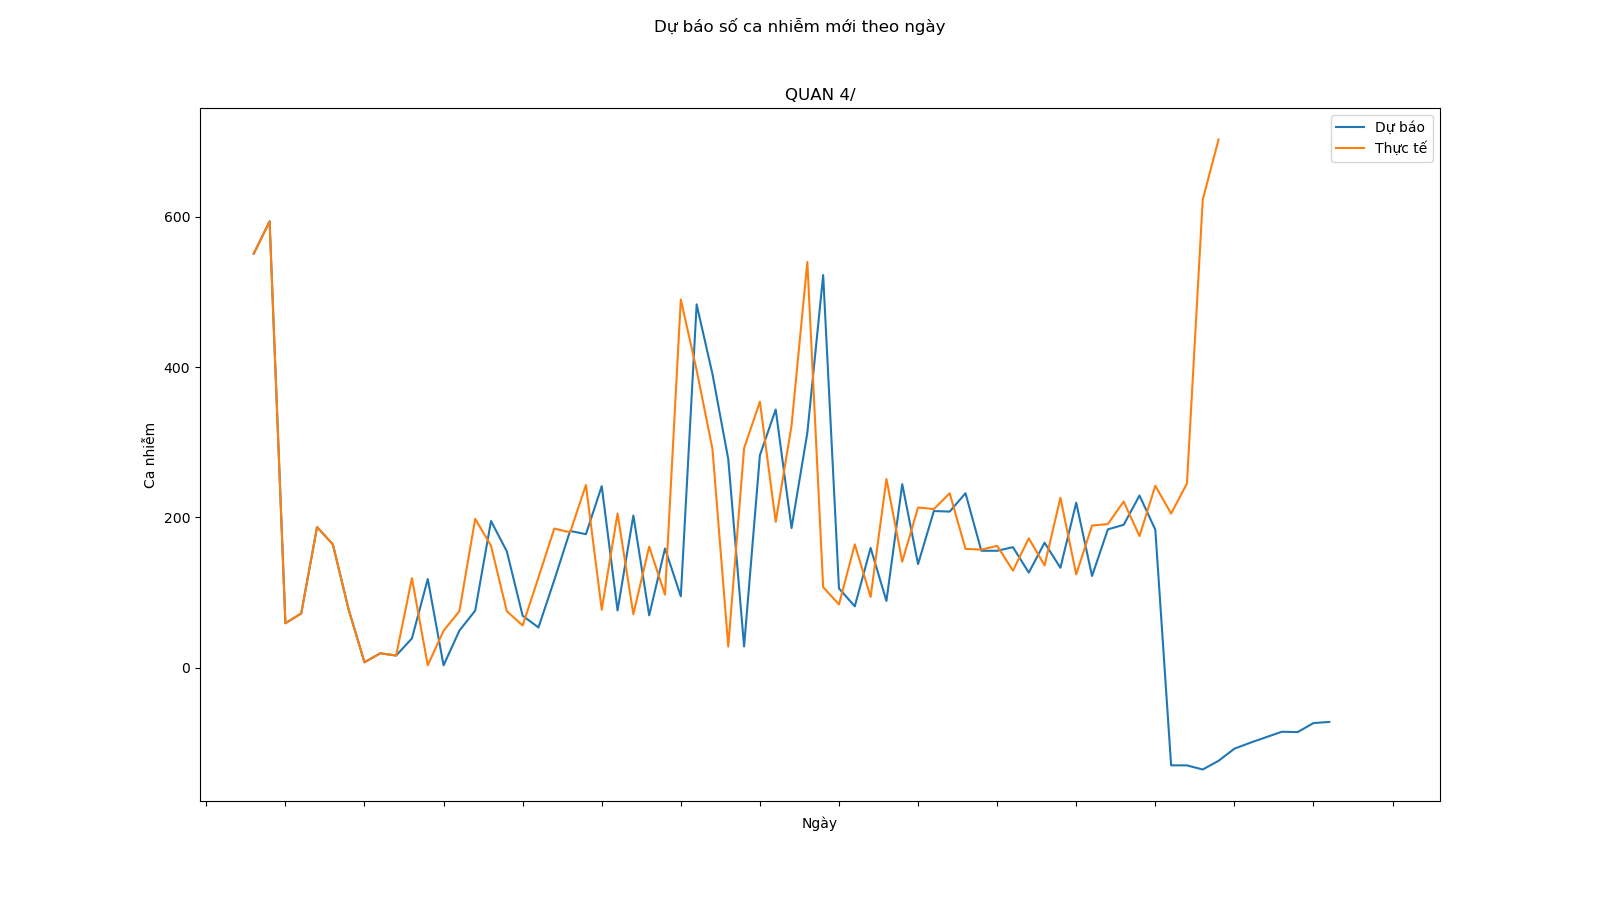 Dự báo số ca nhiễm mới theo ngày
QUAN 4/
Dự báo
Thực tế
600
400
200
0
Ca nhiễm
Ngày